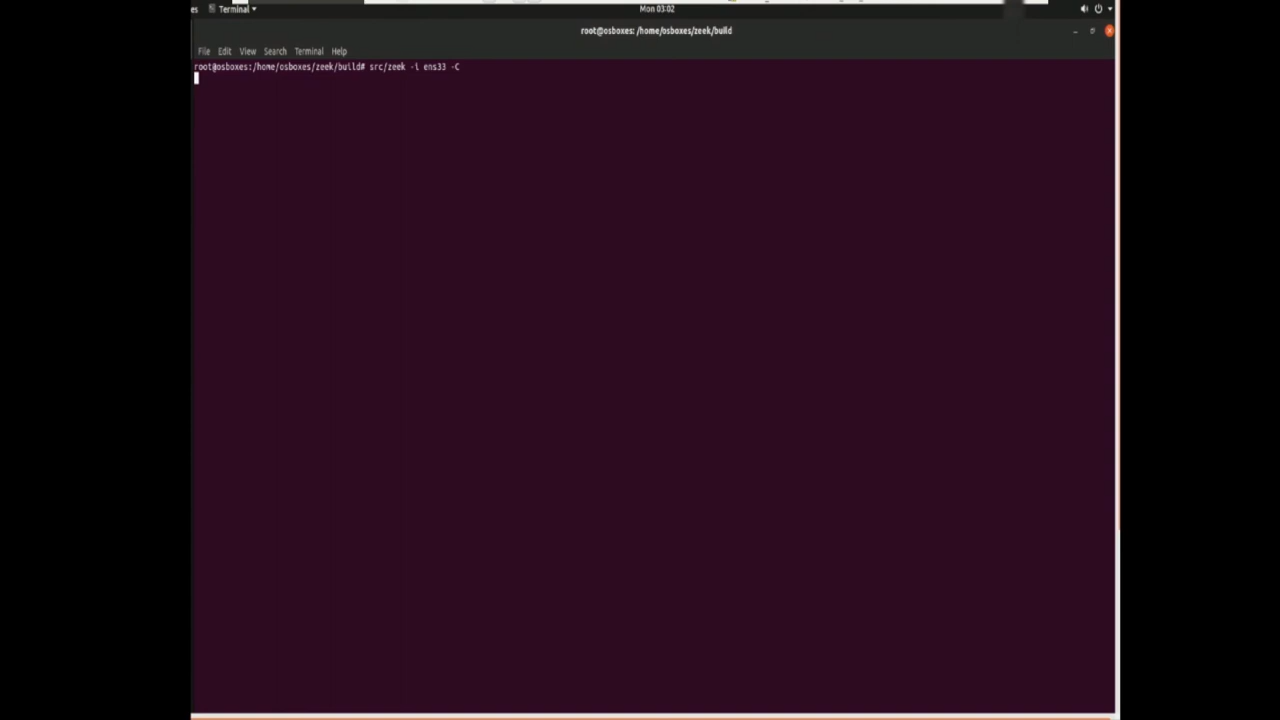 es Terminal Mon 03:02
root@osboxes: /home/osboxes/zeek/build
File Edit View Search Terminal Help
root@osboxes:/home/osboxes/zeek/build# src/zeek -i ens33 -C